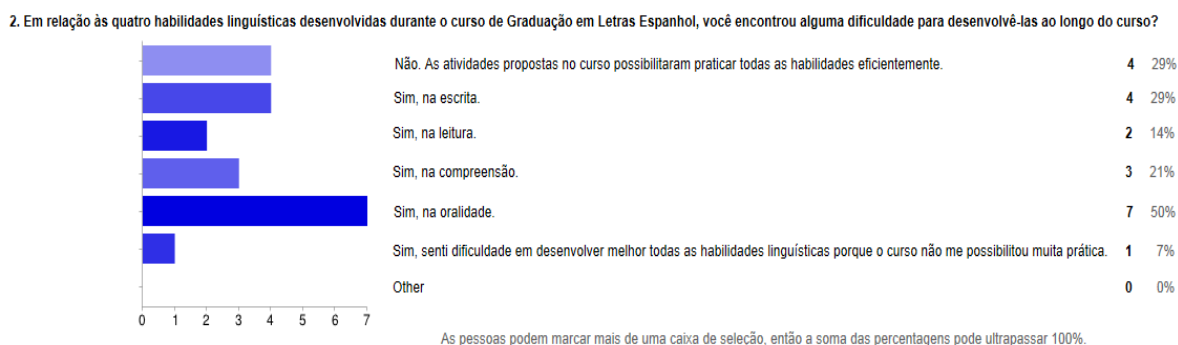 2. Em relação às quatro habilidades linguísticas desenvolvidas durante o curso de Graduação em Letras Espanhol, você encontrou alguma dificuldade para desenvolvê-las ao longo do curso?
Não. As atividades propostas no curso possibilitaram praticar todas as habilidades eficientemente. 4 29%
Sim, na escrita. 4 29%
Sim, na leitura. 2 14%
Sim, na compreensão. 3 21%
Sim, na oralidade. 7 50%
Sim, senti dificuldade em desenvolver melhor todas as habilidades linguísticas porque o curso não me possibilitou muita prática. 1 7%
Other 0 0%
0 1 2 3 4 5 6 7
As pessoas podem marcar mais de uma caixa de seleção, então a soma das percentagens pode ultrapassar 100%.